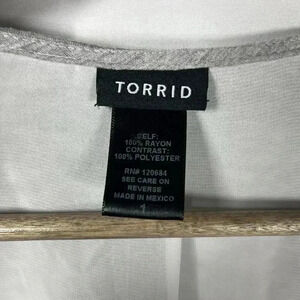 TORRID
SELF:
100% RAYON
CONTRAST:
100% POLYESTER
RN# 120684
SEE CARE ON
REVERSE
MADE IN MEXICO
1